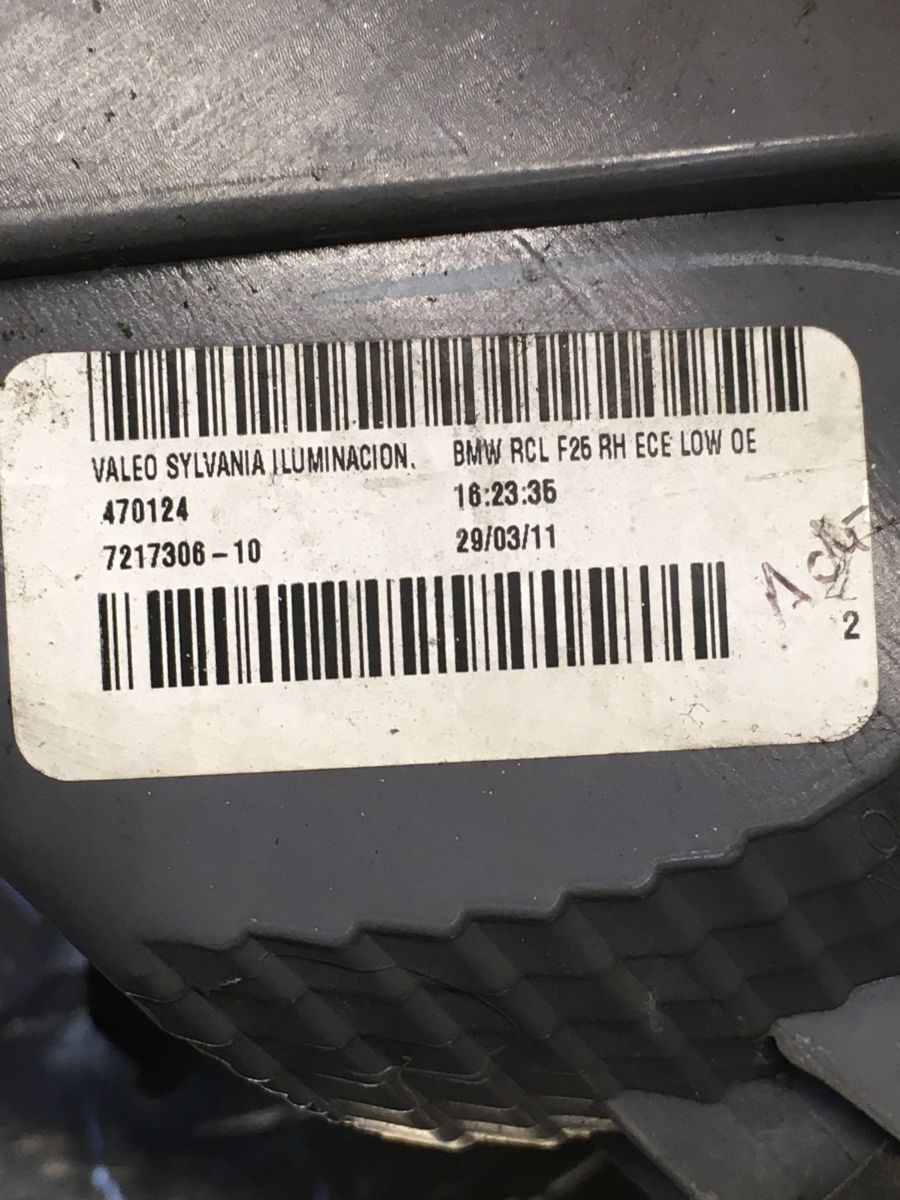 VALEO SYLVANIA ILUMINACION. BMW RCL F25 RH ECE LOW OE
470124 16:23:35
7217306-10 29/03/11
2